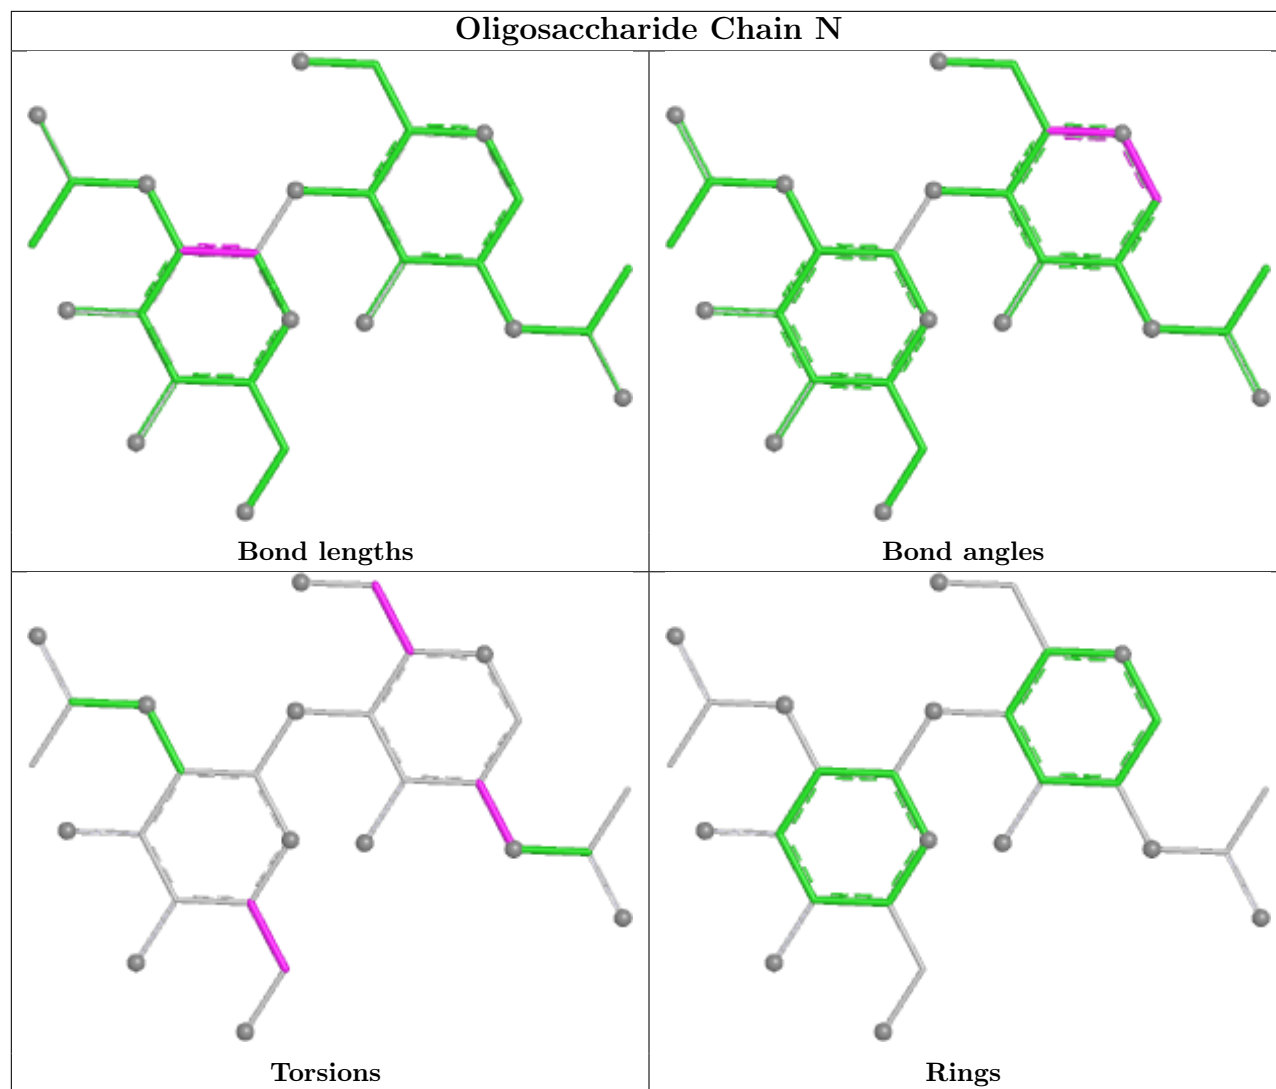 Oligosaccharide Chain N
Bond lengths
Bond angles
Torsions
Rings